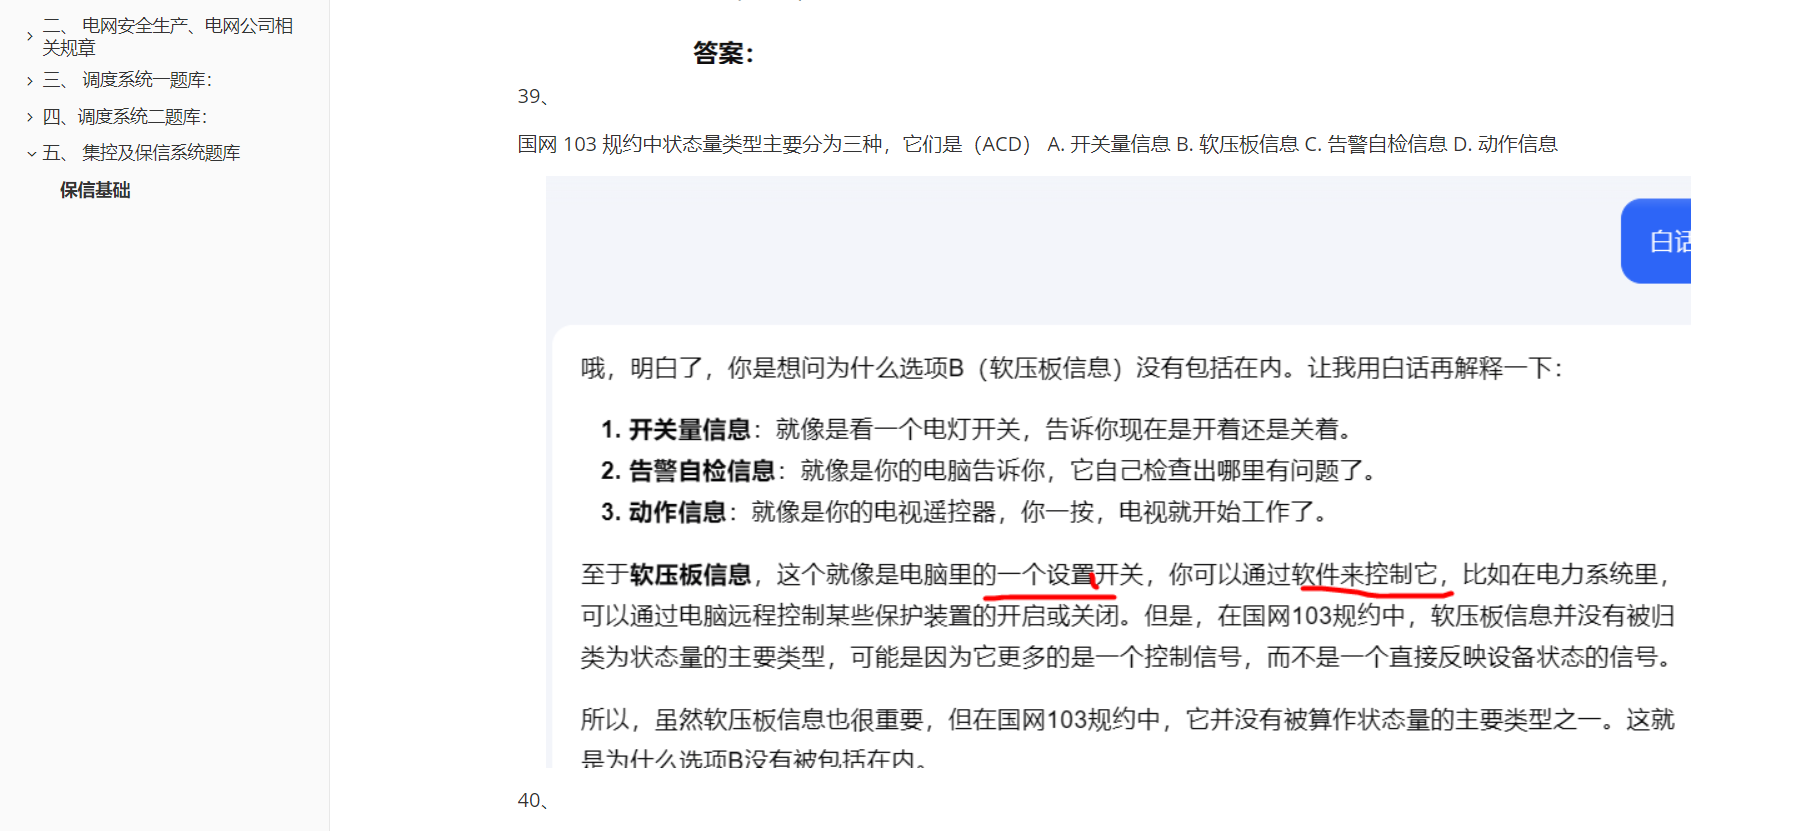 二、 电网安全生产、电网公司相
关规章
三、 调度系统一题库：
四、调度系统二题库：
五、 集控及保信系统题库
保信基础
答案：
39、
国网 103 规约中状态量类型主要分为三种，它们是（ACD） A. 开关量信息 B. 软压板信息 C. 告警自检信息 D. 动作信息
白话
哦，明白了，你是想问为什么选项B（软压板信息）没有包括在内。让我用白话再解释一下：
1. 开关量信息：就像是看一个电灯开关，告诉你现在是开着还是关着。
2. 告警自检信息：就像是你的电脑告诉你，它自己检查出哪里有问题了。
3. 动作信息：就像是你的电视遥控器，你一按，电视就开始工作了。
至于软压板信息，这个就像是电脑里的一个设置开关，你可以通过软件来控制它，比如在电力系统里，
可以通过电脑远程控制某些保护装置的开启或关闭。但是，在国网103规约中，软压板信息并没有被归
类为状态量的主要类型，可能是因为它更多的是一个控制信号，而不是一个直接反映设备状态的信号。
所以，虽然软压板信息也很重要，但在国网103规约中，它并没有被算作状态量的主要类型之一。这就
是为什么选项B没有被包括在内。
40、